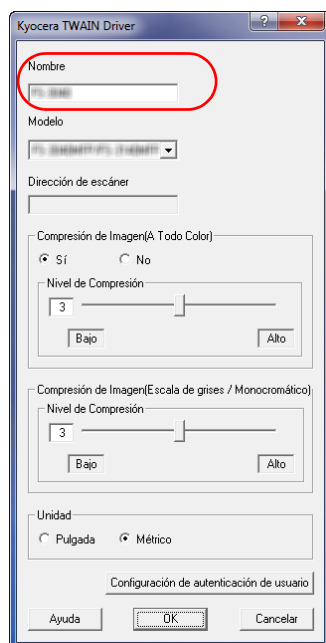 Kyocera TWAIN Driver
Nombre
Modelo
Dirección de escáner
Compresión de Imagen(A Todo Color)
Sí No
Nivel de Compresión
3
Bajo Alto
Compresión de Imagen(Escala de grises / Monocromático)
Nivel de Compresión
3
Bajo Alto
Unidad
Pulgada Métrico
Configuración de autenticación de usuario
Ayuda OK Cancelar